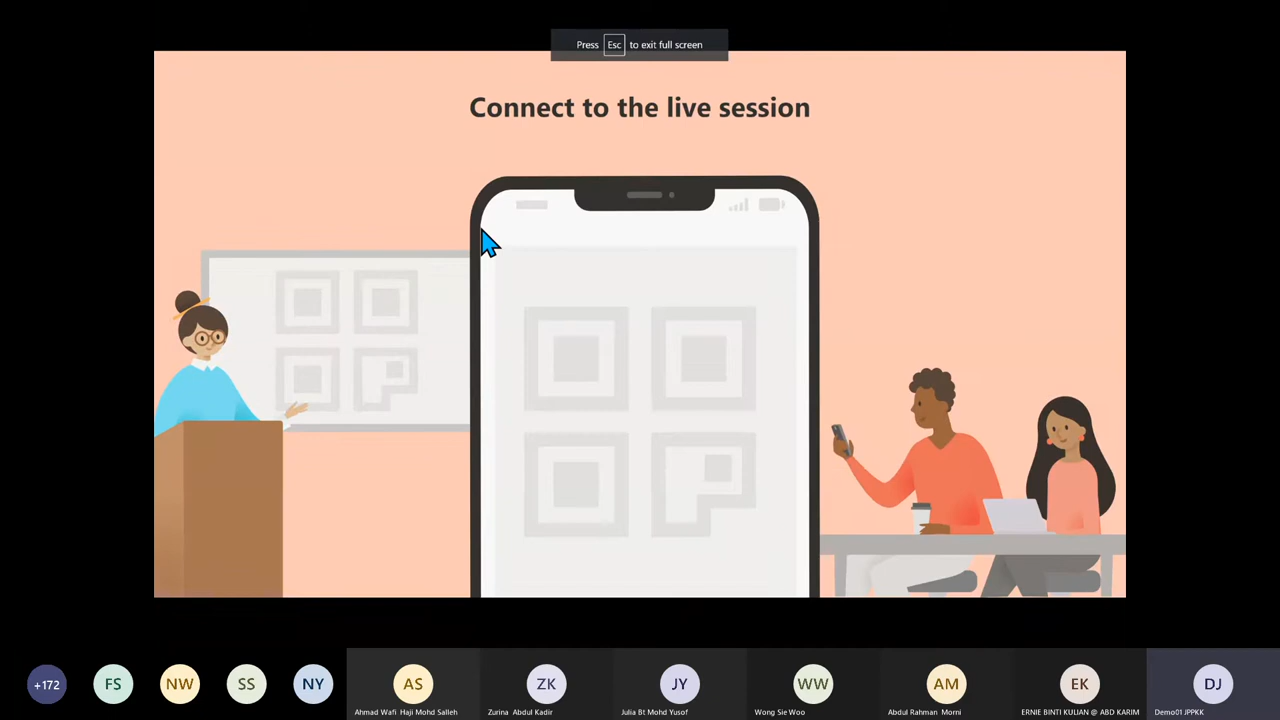 Press Esc to exit full screen
Connect to the live session
+172
FS
NW
SS
NY
AS
ZK
JY
WW
AM
EK
DJ
Ahmad Wafi Haji Mohd Salleh
Zurina Abdul Kadir
Julia Bt Mohd Yusof
Wong Sie Woo
Abdul Rahman Morni
ERNIE BINTI KULIAN @ ABD KARIM
Demo01 JPPKK